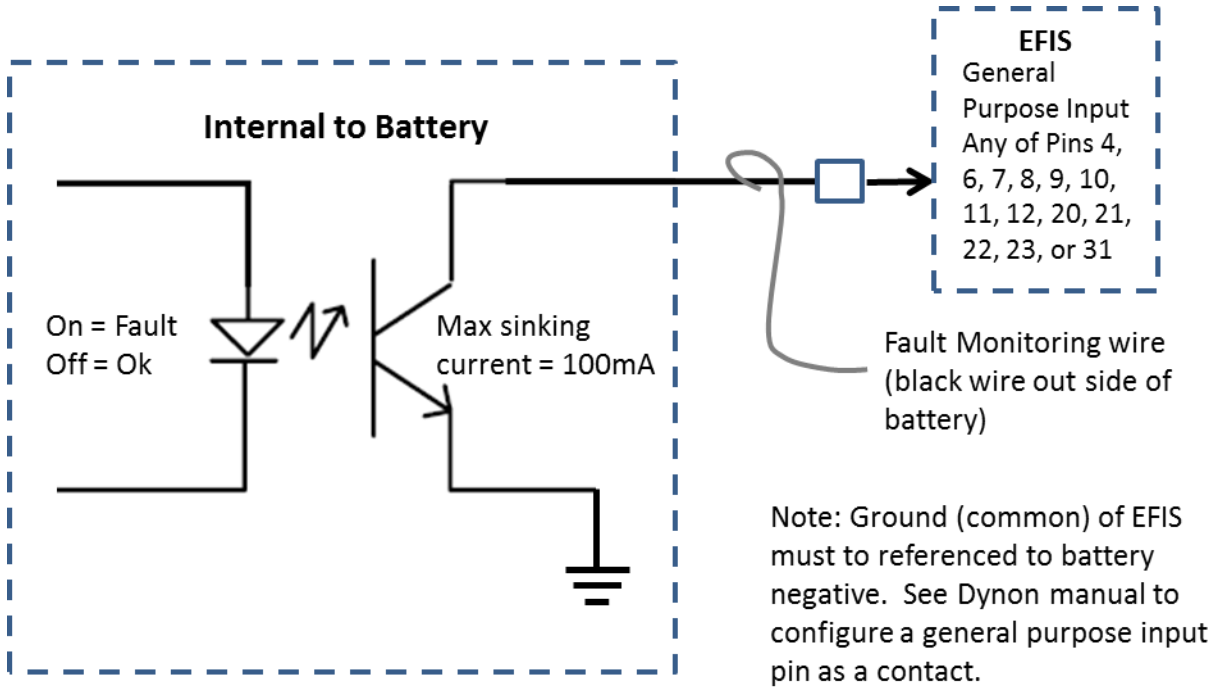 EFIS
General
Purpose Input
Any of Pins 4,
6, 7, 8, 9, 10,
11, 12, 20, 21,
22, 23, or 31
Internal to Battery
On = Fault
Off = Ok
Max sinking
current = 100mA
Fault Monitoring wire
(black wire out side of
battery)
Note: Ground (common) of EFIS
must to referenced to battery
negative.  See Dynon manual to
configure a general purpose input
pin as a contact.